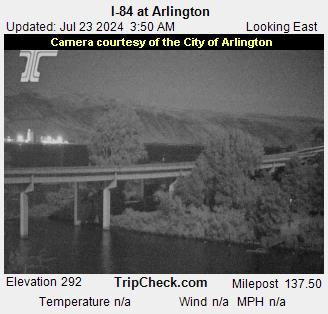 I-84 at Arlington
Updated: Jul 23 2024 3:50 AM Looking East
Camera courtesy of the City of Arlington
Elevation 292 TripCheck.com Milepost 137.50
Temperature n/a Wind n/a MPH n/a